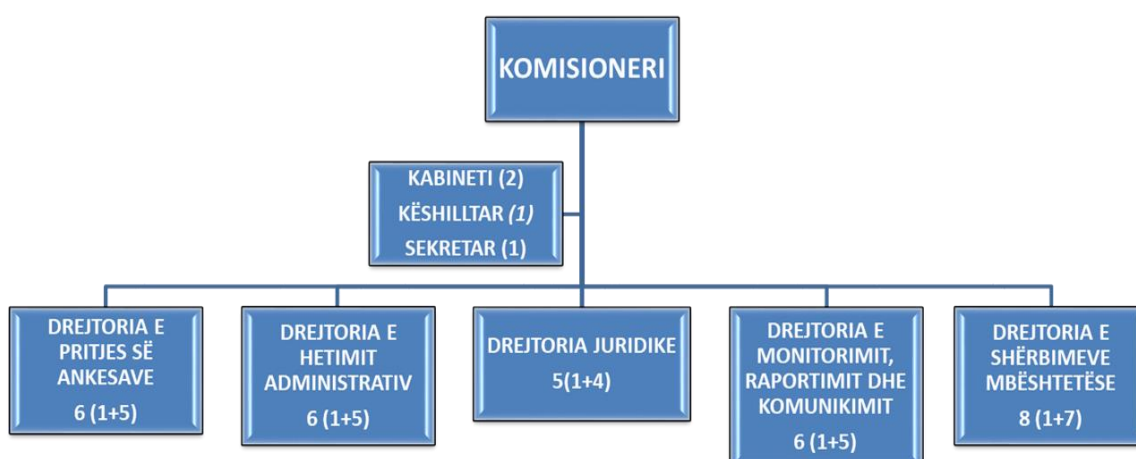 KOMISIONERI
KABINETI (2)
KËSHILLTAR (1)
SEKRETAR (1)
DREJTORIA E
PRITJES SË
ANKESAVE
6 (1+5)
DREJTORIA E
HETIMIT
ADMINISTRATIV
6 (1+5)
DREJTORIA JURIDIKE
5(1+4)
DREJTORIA E
MONITORIMIT,
RAPORTIMIT DHE
KOMUNIKIMIT
6 (1+5)
DREJTORIA E
SHËRBIMEVE
MBËSHTETËSE
8 (1+7)